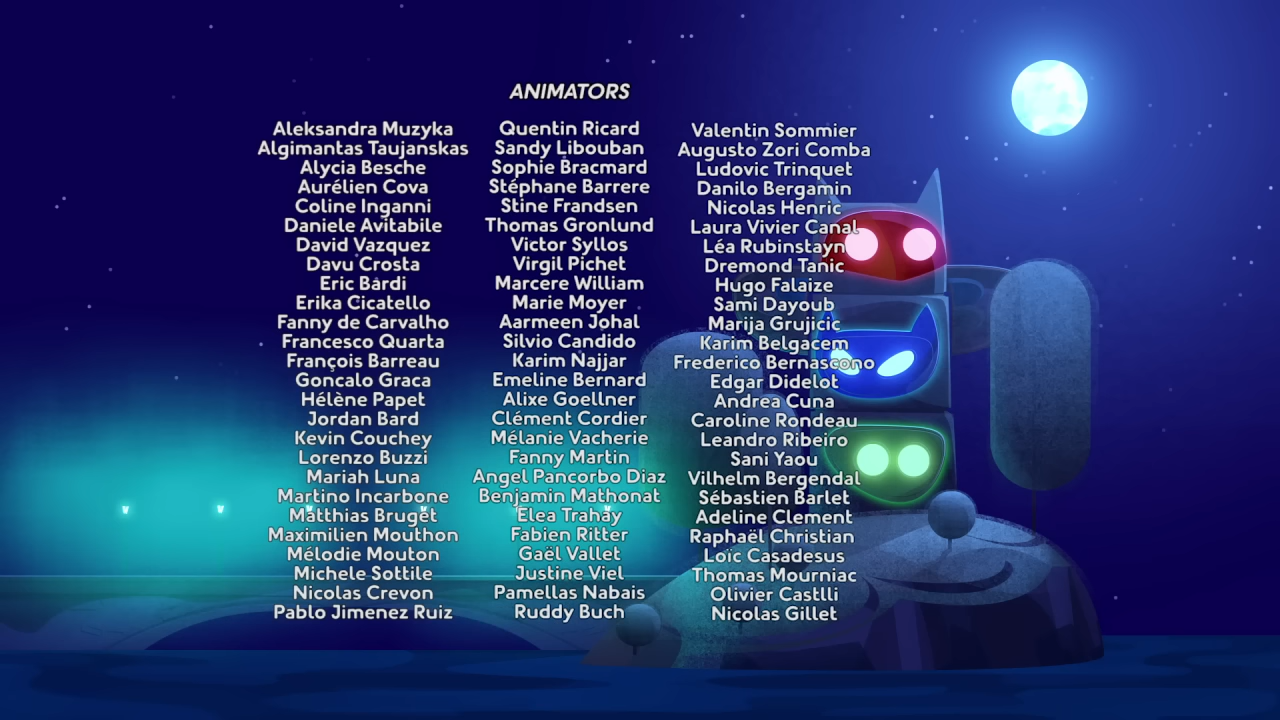 ANIMATORS
Aleksandra Muzyka
Algimantas Taujanskas
Alycia Besche
Aurélien Cova
Coline Inganni
Daniele Avitabile
David Vazquez
Davu Crosta
Eric Bardi
Erika Cicatello
Fanny de Carvalho
Francesco Quarta
François Barreau
Goncalo Graca
Hélène Papet
Jordan Bard
Kevin Couchey
Lorenzo Buzzi
Mariah Luna
Martino Incarbone
Matthias Bruget
Maximilien Mouthon
Mélodie Mouton
Michele Sottile
Nicolas Crevon
Pablo Jimenez Ruiz
Quentin Ricard
Sandy Libouban
Sophie Bracmard
Stéphane Barrere
Stine Frandsen
Thomas Gronlund
Victor Syllos
Virgil Pichet
Marcere William
Marie Moyer
Aarmeen Johal
Silvio Candido
Karim Najjar
Emeline Bernard
Alixe Goellner
Clément Cordier
Mélanie Vacherie
Fanny Martin
Angel Pancorbo Diaz
Benjamin Mathonat
Elea Trahay
Fabien Ritter
Gaël Vallet
Justine Viel
Pamellas Nabais
Ruddy Buch
Valentin Sommier
Augusto Zori Comba
Ludovic Trinquet
Danilo Bergamin
Nicolas Henric
Laura Vivier Canal
Léa Rubinstayn
Dremond Tanic
Hugo Falaize
Sami Dayoub
Marija Grujicic
Karim Belgacem
Frederico Bernascono
Edgar Didelot
Andrea Cuna
Caroline Rondeau
Leandro Ribeiro
Sani Yaou
Vilhelm Bergendal
Sébastien Barlet
Adeline Clement
Raphaël Christian
Loïc Casadesus
Thomas Mourniac
Olivier Castlli
Nicolas Gillet